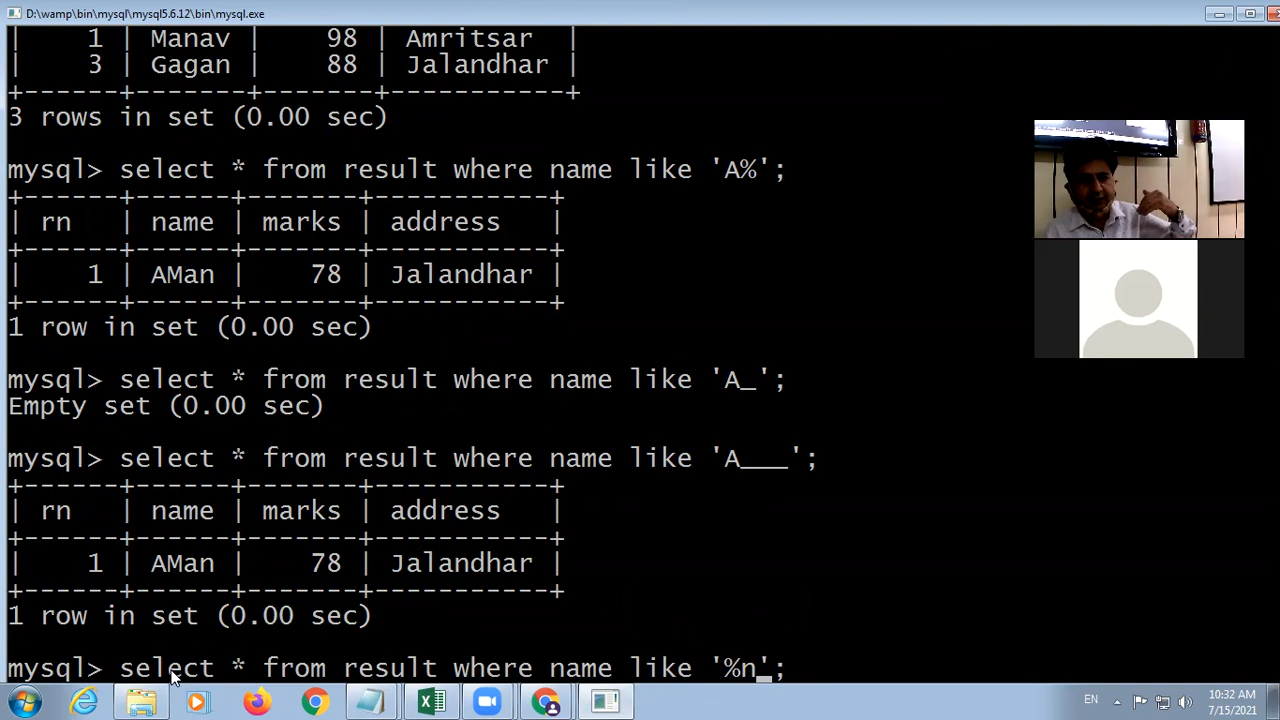 D:\wamp\bin\mysql\mysql5.6.12\bin\mysql.exe
| 1 | Manav | 98 | Amritsar |
| 3 | Gagan | 88 | Jalandhar |
+------+-------+-------+-----------+
3 rows in set (0.00 sec)
mysql> select * from result where name like 'A%';
+------+------+-------+-----------+
| rn | name | marks | address |
+------+------+-------+-----------+
| 1 | AMan | 78 | Jalandhar |
+------+------+-------+-----------+
1 row in set (0.00 sec)
mysql> select * from result where name like 'A_';
Empty set (0.00 sec)
mysql> select * from result where name like 'A___';
+------+------+-------+-----------+
| rn | name | marks | address |
+------+------+-------+-----------+
| 1 | AMan | 78 | Jalandhar |
+------+------+-------+-----------+
1 row in set (0.00 sec)
mysql> select * from result where name like '%n';
EN
10:32 AM
7/15/2021